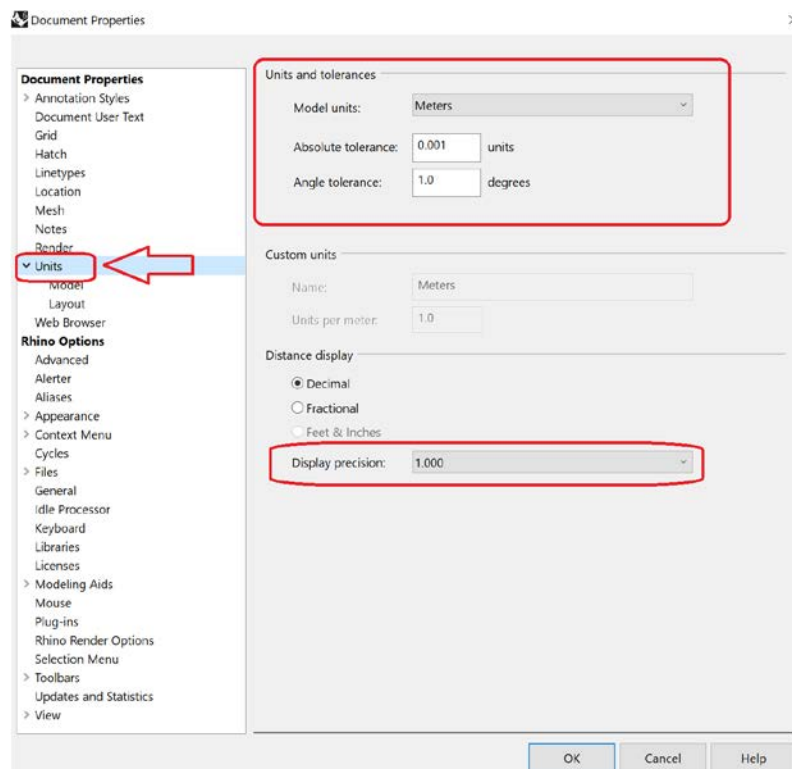 Document Properties
Document Properties
Annotation Styles
Document User Text
Grid
Hatch
Linetypes
Location
Mesh
Notes
Render
Units
Model
Layout
Web Browser
Rhino Options
Advanced
Alerter
Aliases
Appearance
Context Menu
Cycles
Files
General
Idle Processor
Keyboard
Libraries
Licenses
Modeling Aids
Mouse
Plug-ins
Rhino Render Options
Selection Menu
Toolbars
Updates and Statistics
View
Units and tolerances
Model units: Meters
Absolute tolerance: 0.001 units
Angle tolerance: 1.0 degrees
Custom units
Name: Meters
Units per meter: 1.0
Distance display
Decimal
Fractional
Feet & Inches
Display precision: 1.000
OK Cancel Help